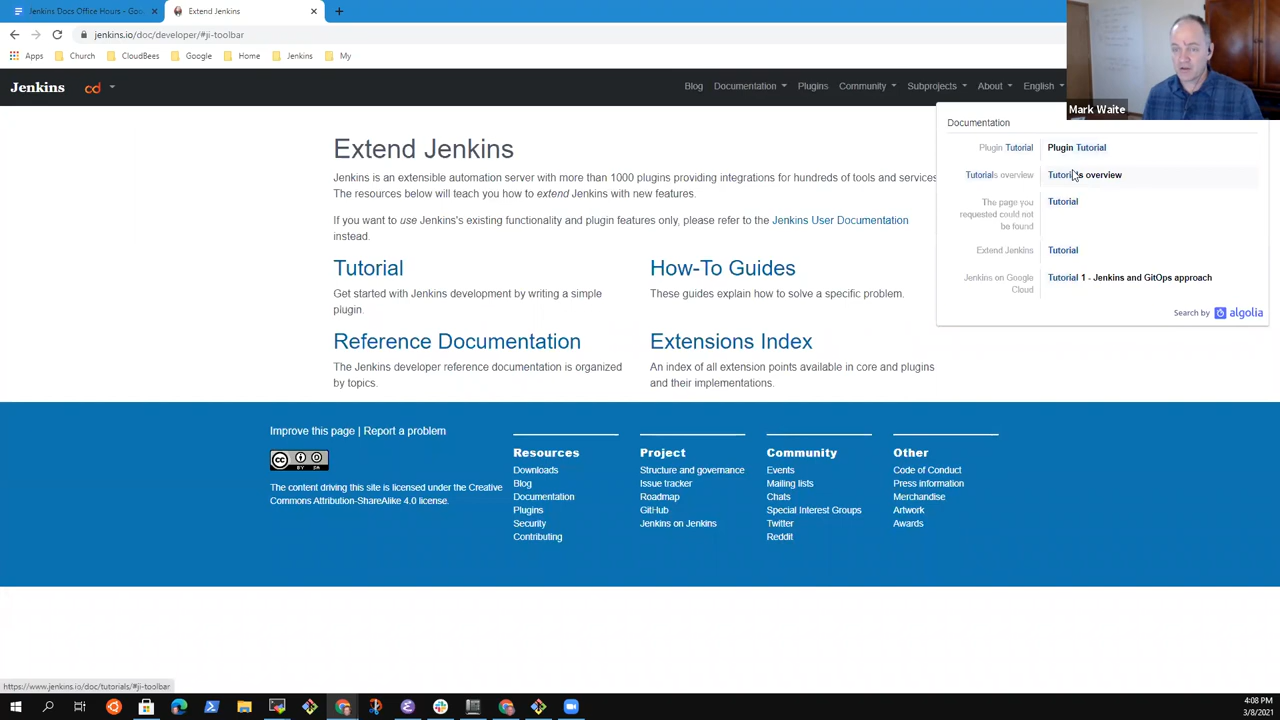 Jenkins Docs Office Hours - Goo
Extend Jenkins
jenkins.io/doc/developer/#ji-toolbar
Apps
Church
CloudBees
Google
Home
Jenkins
My
Jenkins
cd
Blog
Documentation
Plugins
Community
Subprojects
About
English
Mark Waite
Documentation
Plugin Tutorial
Plugin Tutorial
Tutorials overview
Tutorials overview
The page you
requested could not
be found
Tutorial
Extend Jenkins
Tutorial
Jenkins on Google
Cloud
Tutorial 1 - Jenkins and GitOps approach
Search by algolia
Extend Jenkins
Jenkins is an extensible automation server with more than 1000 plugins providing integrations for hundreds of tools and services
The resources below will teach you how to extend Jenkins with new features.
If you want to use Jenkins's existing functionality and plugin features only, please refer to the Jenkins User Documentation
instead.
Tutorial
Get started with Jenkins development by writing a simple
plugin.
How-To Guides
These guides explain how to solve a specific problem.
Reference Documentation
The Jenkins developer reference documentation is organized
by topics.
Extensions Index
An index of all extension points available in core and plugins
and their implementations.
Improve this page | Report a problem
CC BY SA
The content driving this site is licensed under the Creative
Commons Attribution-ShareAlike 4.0 license.
Resources
Downloads
Blog
Documentation
Plugins
Security
Contributing
Project
Structure and governance
Issue tracker
Roadmap
GitHub
Jenkins on Jenkins
Community
Events
Mailing lists
Chats
Special Interest Groups
Twitter
Reddit
Other
Code of Conduct
Press information
Merchandise
Artwork
Awards
https://www.jenkins.io/doc/tutorials/#ji-toolbar
4:08 PM
3/8/2021